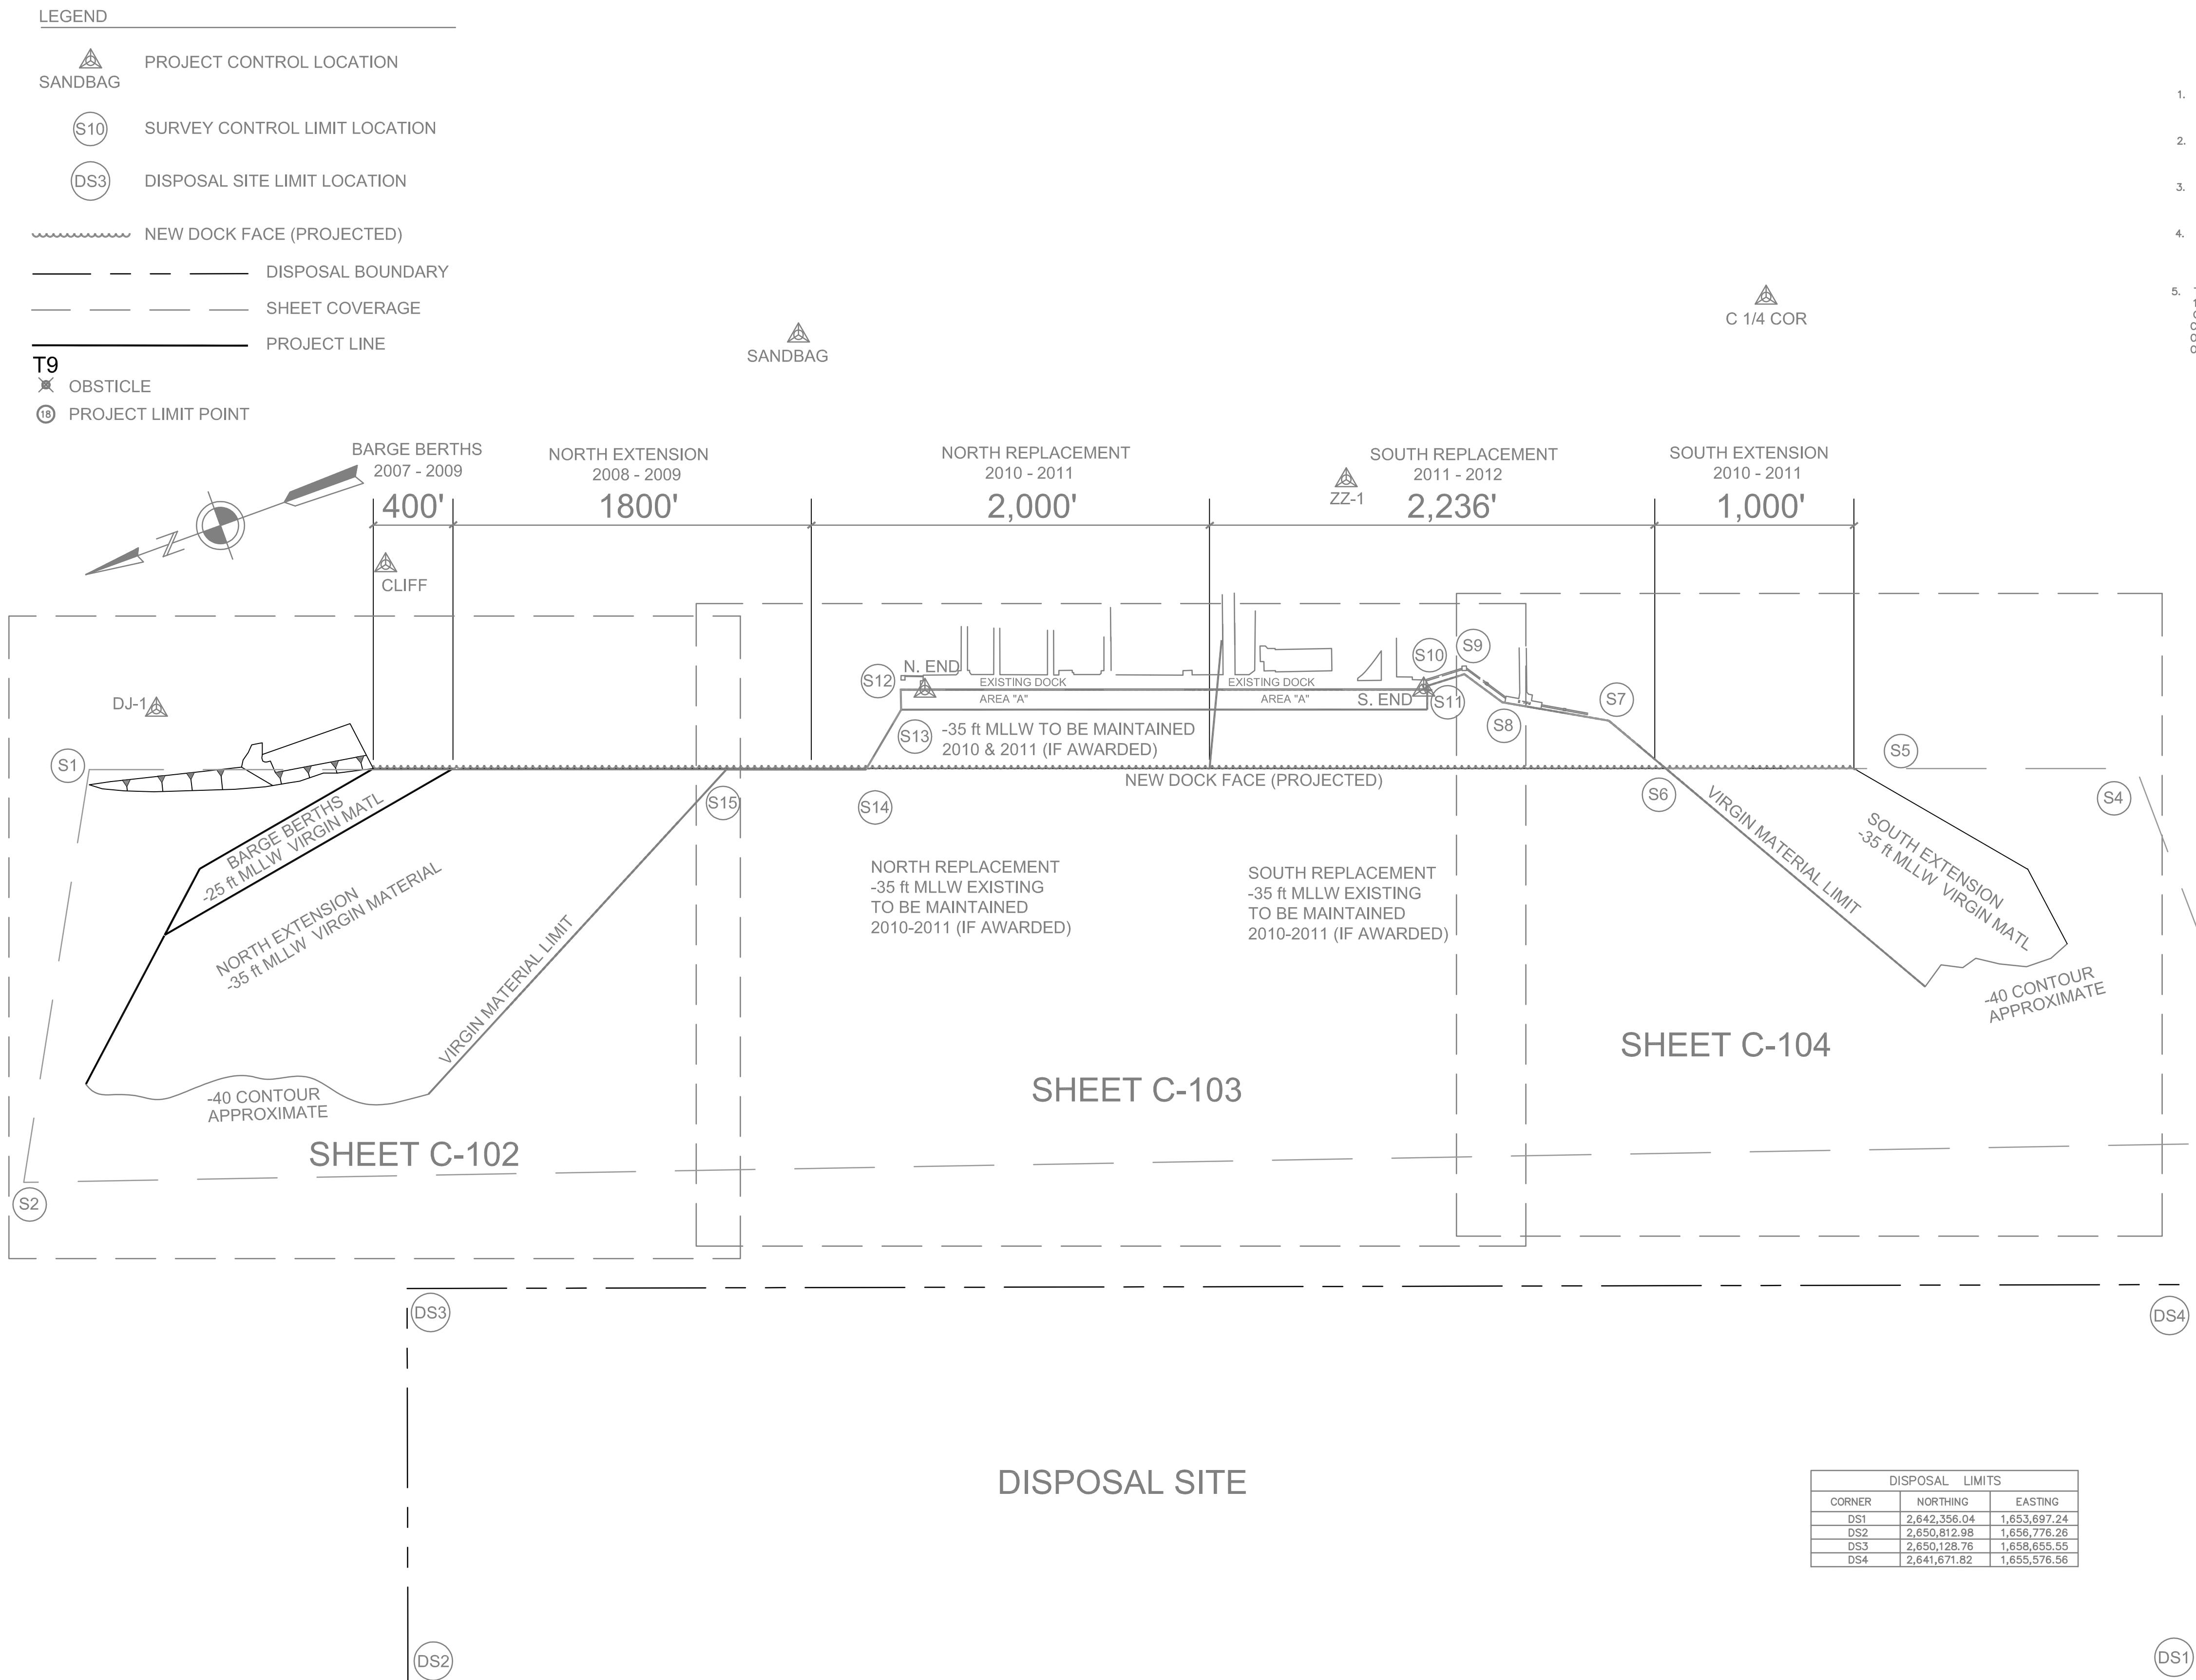 LEGEND
SANDBAG
PROJECT CONTROL LOCATION
S10
SURVEY CONTROL LIMIT LOCATION
DS3
DISPOSAL SITE LIMIT LOCATION
NEW DOCK FACE (PROJECTED)
DISPOSAL BOUNDARY
SHEET COVERAGE
PROJECT LINE
T9
OBSTICLE
18
PROJECT LIMIT POINT
1.
2.
3.
4.
5.
SANDBAG
C 1/4 COR
BARGE BERTHS
2007 - 2009
400'
NORTH EXTENSION
2008 - 2009
1800'
NORTH REPLACEMENT
2010 - 2011
2,000'
ZZ-1
SOUTH REPLACEMENT
2011 - 2012
2,236'
SOUTH EXTENSION
2010 - 2011
1,000'
N
CLIFF
DJ-1
S1
S12
N. END
EXISTING DOCK
AREA "A"
EXISTING DOCK
AREA "A"
S. END
S10
S9
S11
S8
S7
S13
-35 ft MLLW TO BE MAINTAINED
2010 & 2011 (IF AWARDED)
NEW DOCK FACE (PROJECTED)
S5
S4
S6
S15
S14
BARGE BERTHS
-25 ft MLLW VIRGIN MATL
NORTH EXTENSION
-35 ft MLLW VIRGIN MATERIAL
VIRGIN MATERIAL LIMIT
NORTH REPLACEMENT
-35 ft MLLW EXISTING
TO BE MAINTAINED
2010-2011 (IF AWARDED)
SOUTH REPLACEMENT
-35 ft MLLW EXISTING
TO BE MAINTAINED
2010-2011 (IF AWARDED)
VIRGIN MATERIAL LIMIT
SOUTH EXTENSION
-35 ft MLLW VIRGIN MATL
-40 CONTOUR
APPROXIMATE
-40 CONTOUR
APPROXIMATE
SHEET C-102
SHEET C-103
SHEET C-104
S2
DS3
DS4
DISPOSAL SITE
DISPOSAL LIMITS
CORNER NORTHING EASTING
DS1 2,642,356.04 1,653,697.24
DS2 2,650,812.98 1,656,776.26
DS3 2,650,128.76 1,658,655.55
DS4 2,641,671.82 1,655,576.56
DS2
DS1